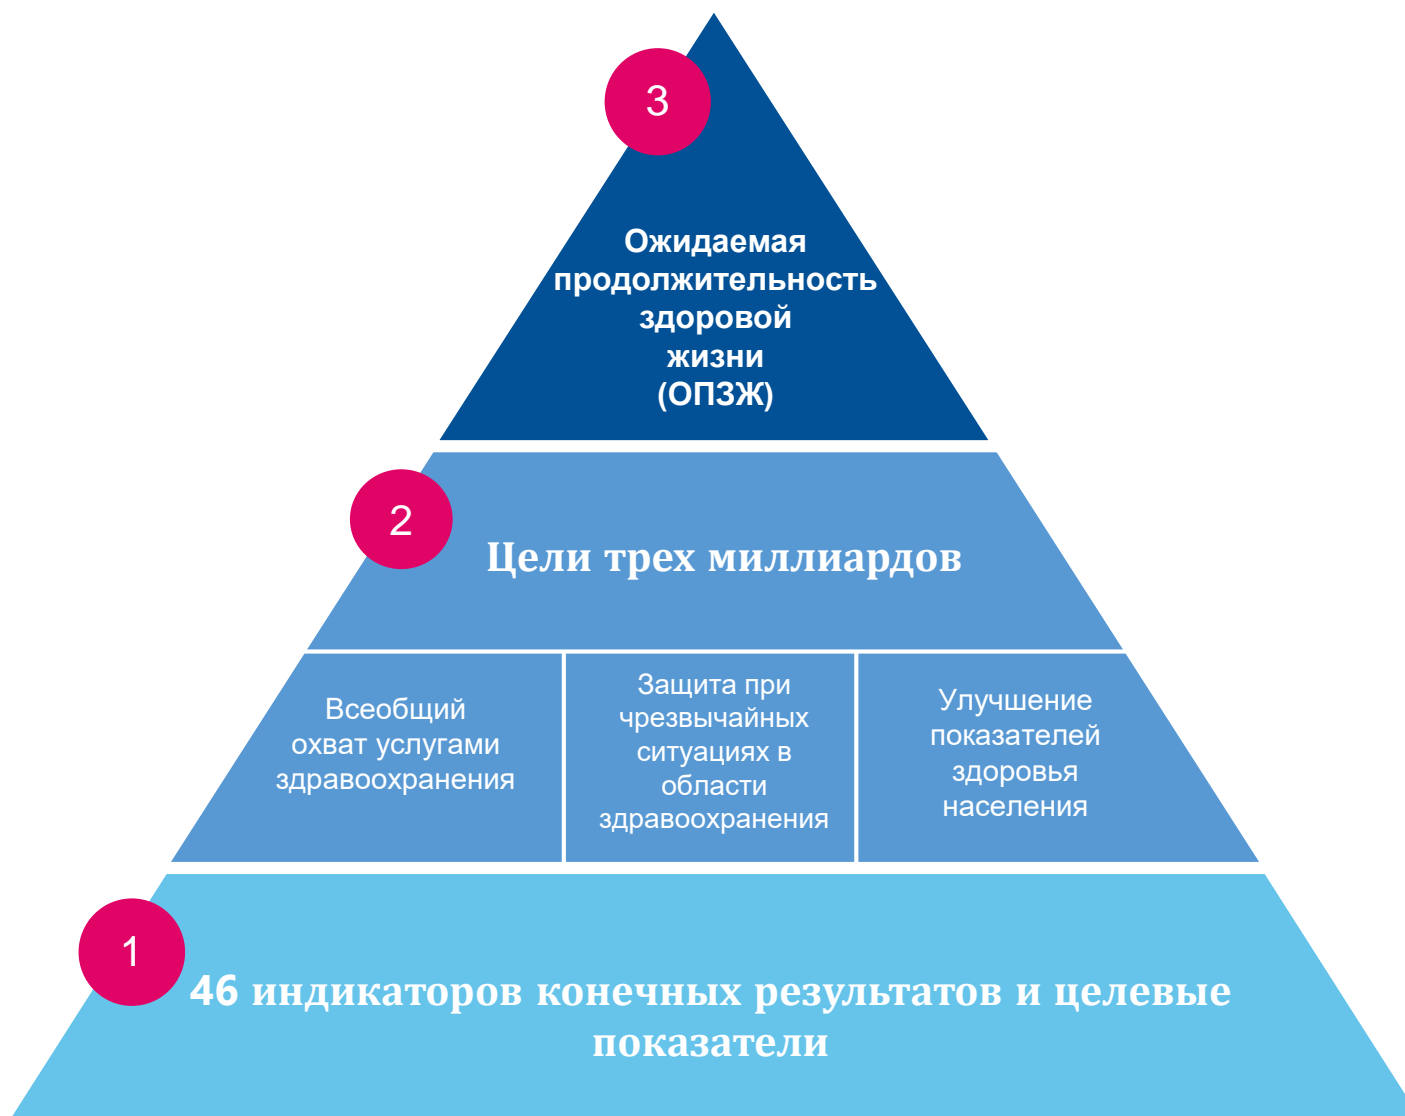 3
Ожидаемая
продолжительность
здоровой
жизни
(ОПЗЖ)
2
Цели трех миллиардов
Всеобщий
охват услугами
здравоохранения
Защита при
чрезвычайных
ситуациях в
области
здравоохранения
Улучшение
показателей
здоровья
населения
1
46 индикаторов конечных результатов и целевые
показатели